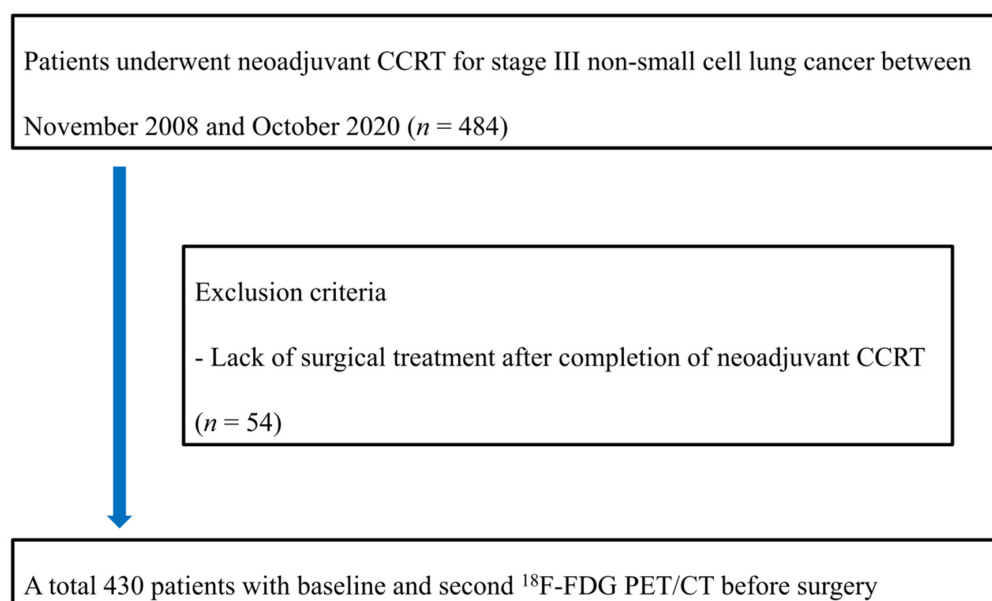 Patients underwent neoadjuvant CCRT for stage III non-small cell lung cancer between
November 2008 and October 2020 (n = 484)
Exclusion criteria
- Lack of surgical treatment after completion of neoadjuvant CCRT
(n = 54)
A total 430 patients with baseline and second ¹⁸F-FDG PET/CT before surgery